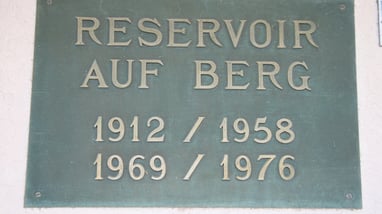 RESERVOIR
AUF BERG
1912 / 1958
1969 / 1976